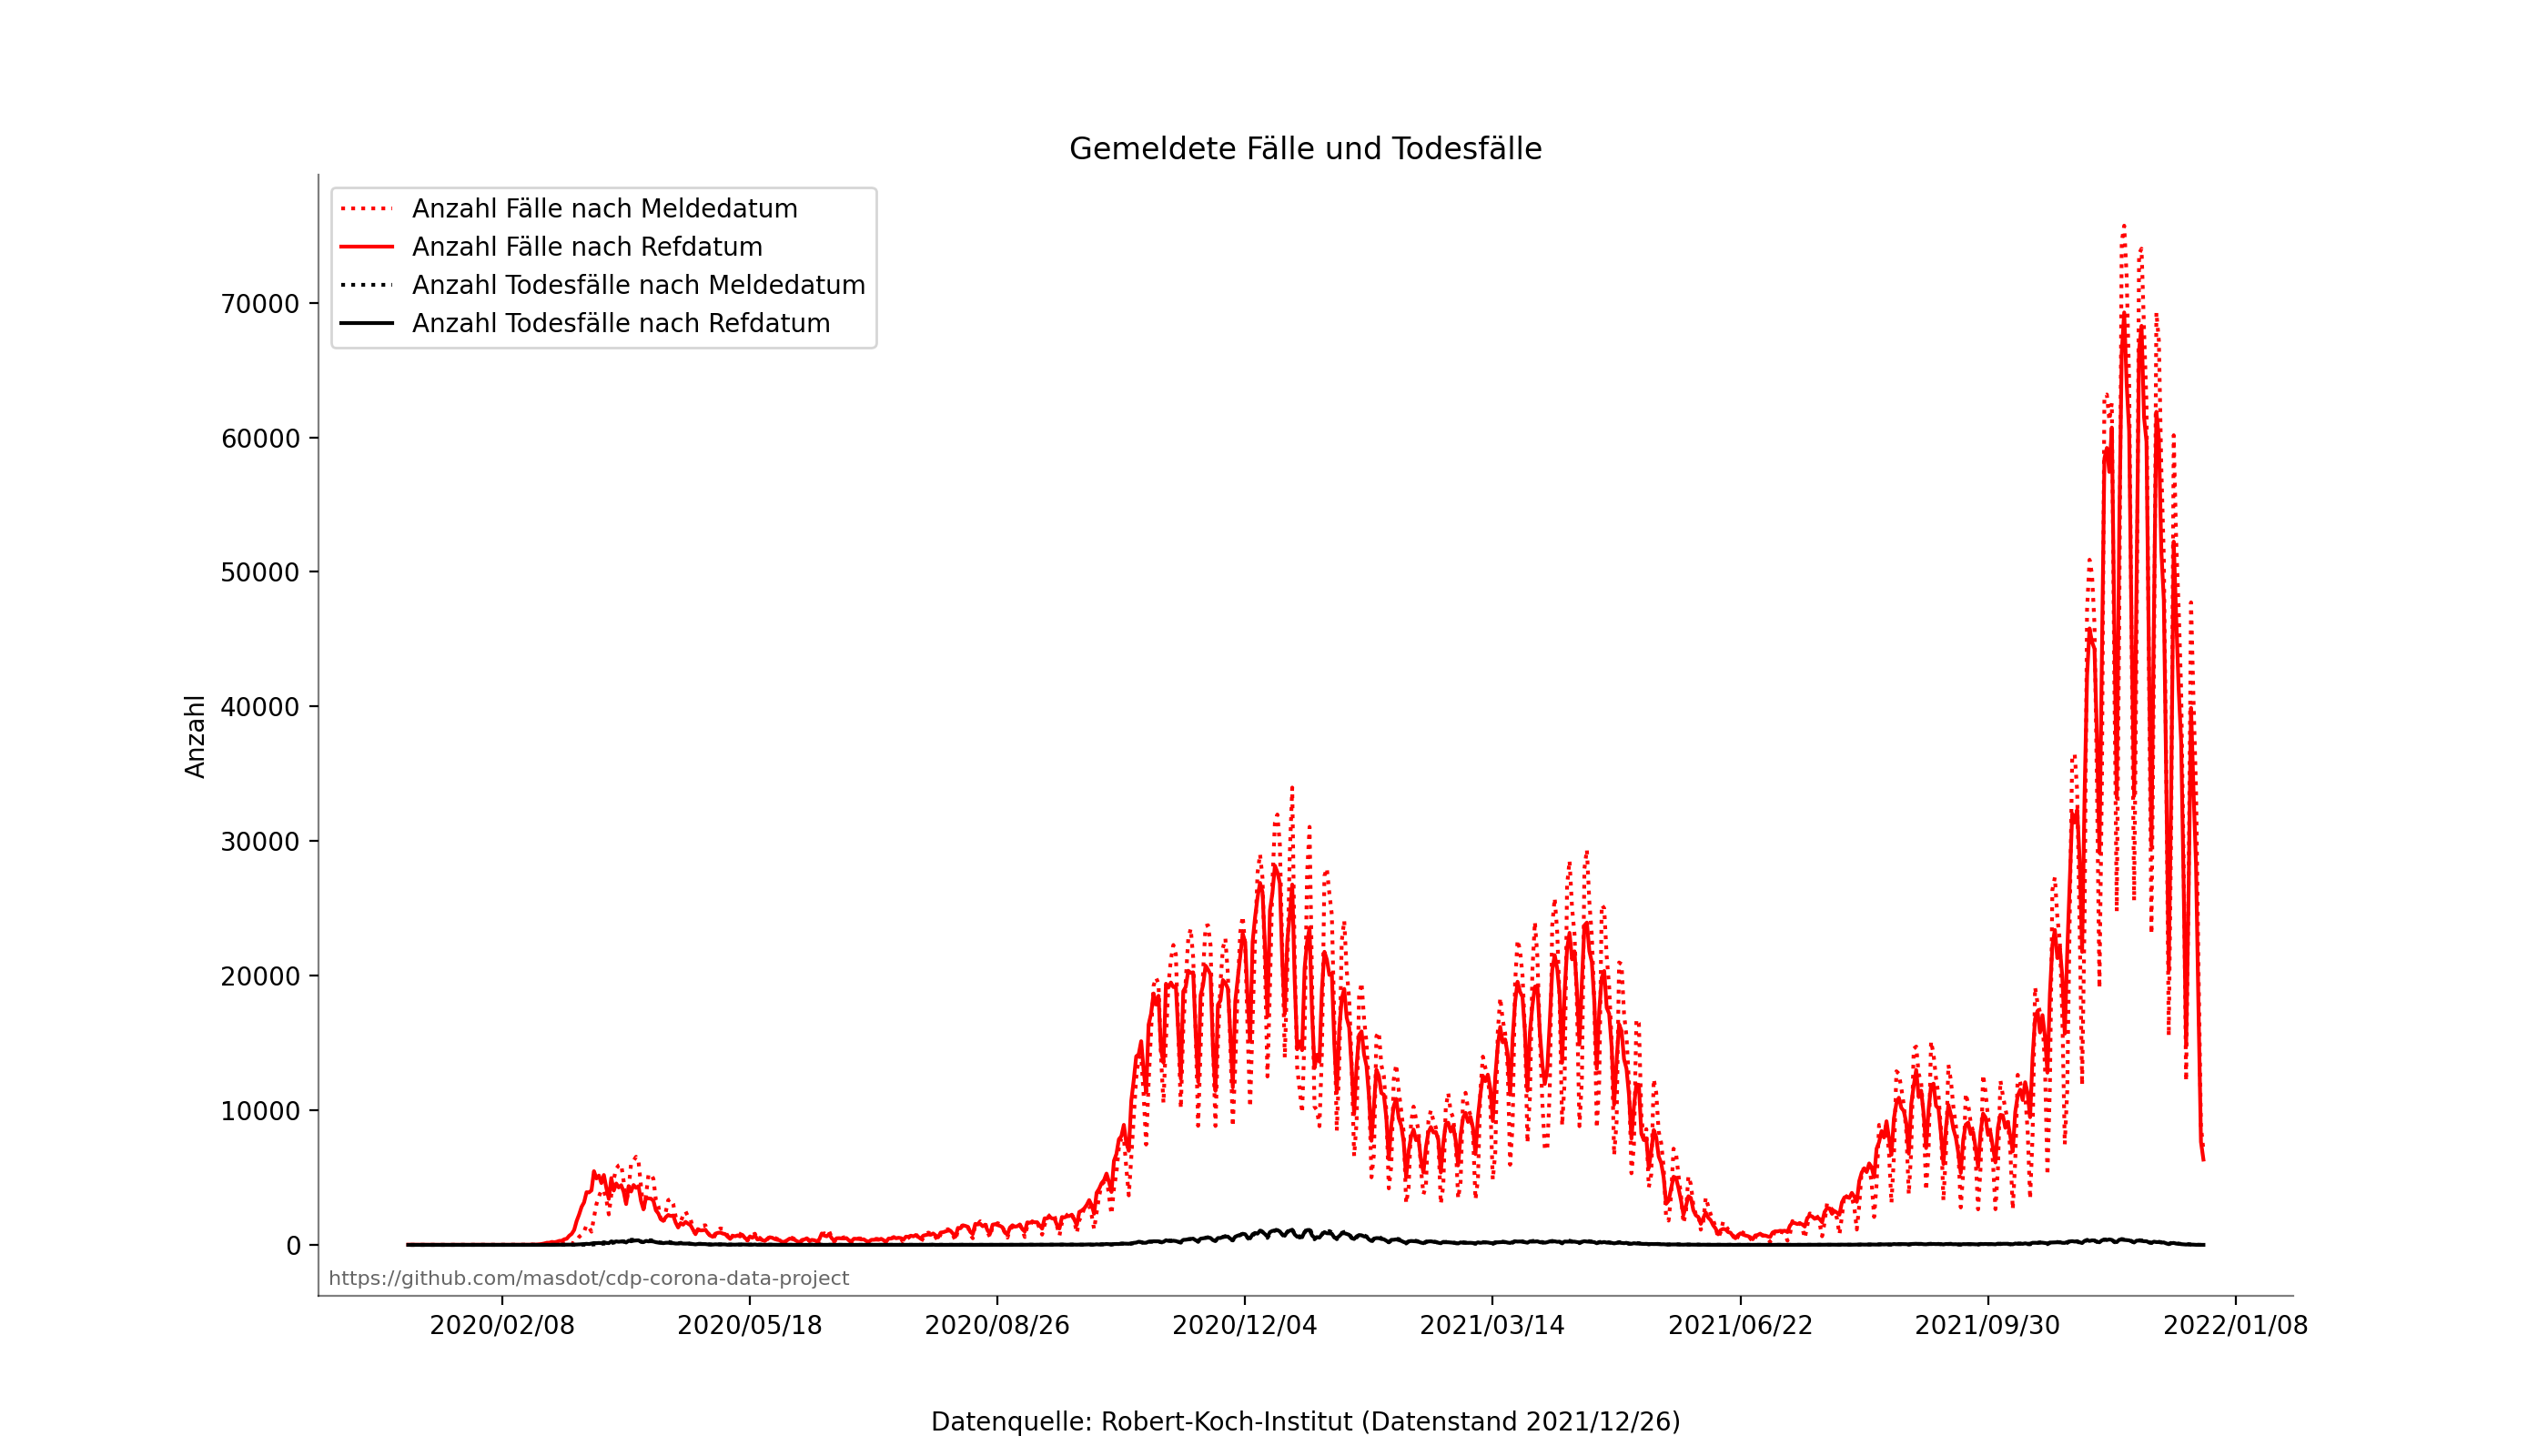 Gemeldete Fälle und Todesfälle
Anzahl Fälle nach Meldedatum
Anzahl Fälle nach Refdatum
Anzahl Todesfälle nach Meldedatum
Anzahl Todesfälle nach Refdatum
Anzahl
70000
60000
50000
40000
30000
20000
10000
0
https://github.com/masdot/cdp-corona-data-project
2020/02/08 2020/05/18 2020/08/26 2020/12/04 2021/03/14 2021/06/22 2021/09/30 2022/01/08
Datenquelle: Robert-Koch-Institut (Datenstand 2021/12/26)